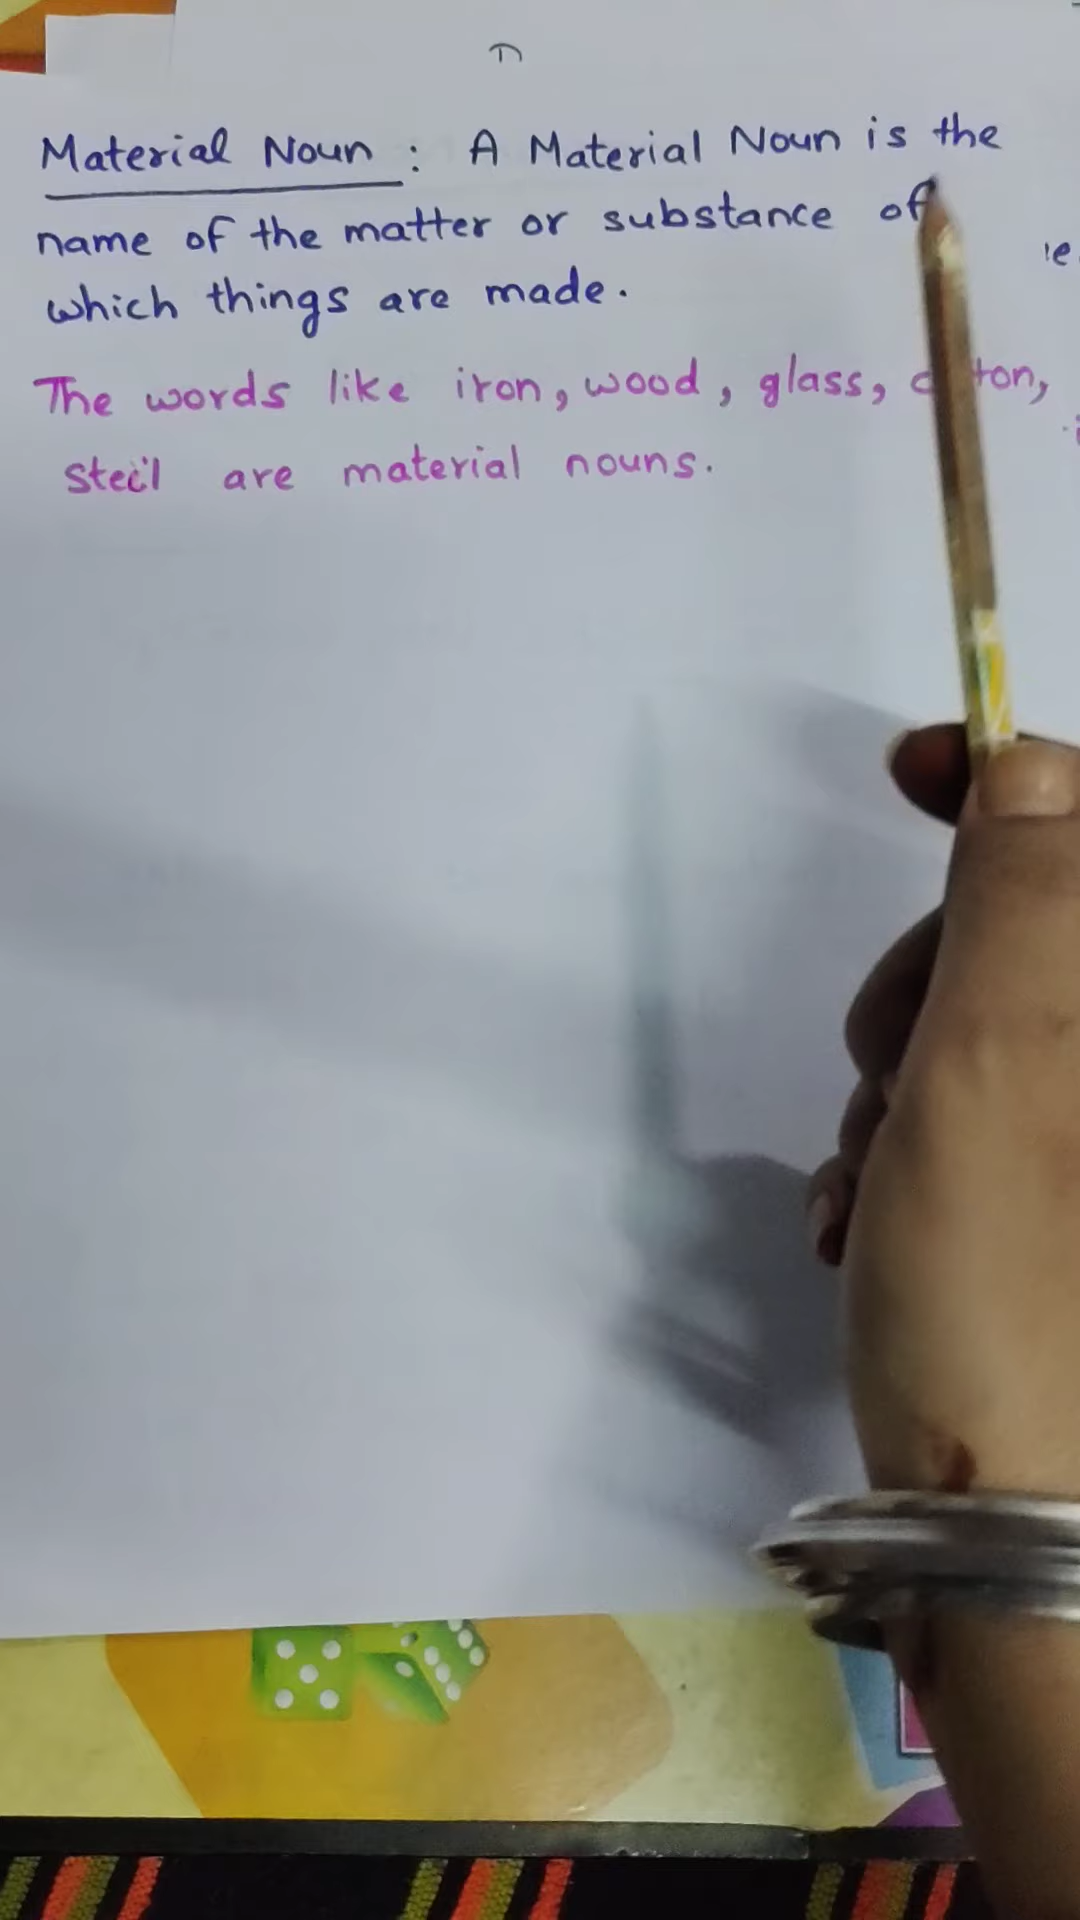 Material Noun : A Material Noun is the
name of the matter or substance of
which things are made.
The words like iron, wood, glass,
are material nouns.